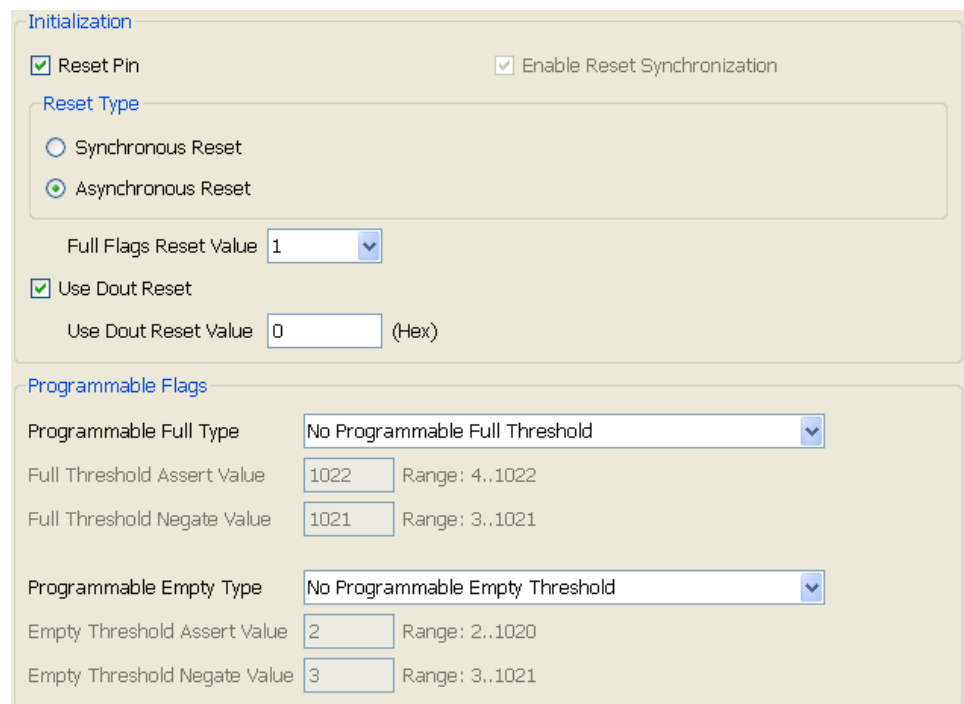 Initialization
Reset Pin
Enable Reset Synchronization
Reset Type
Synchronous Reset
Asynchronous Reset
Full Flags Reset Value 1
Use Dout Reset
Use Dout Reset Value 0 (Hex)
Programmable Flags
Programmable Full Type No Programmable Full Threshold
Full Threshold Assert Value 1022 Range: 4..1022
Full Threshold Negate Value 1021 Range: 3..1021
Programmable Empty Type No Programmable Empty Threshold
Empty Threshold Assert Value 2 Range: 2..1020
Empty Threshold Negate Value 3 Range: 3..1021